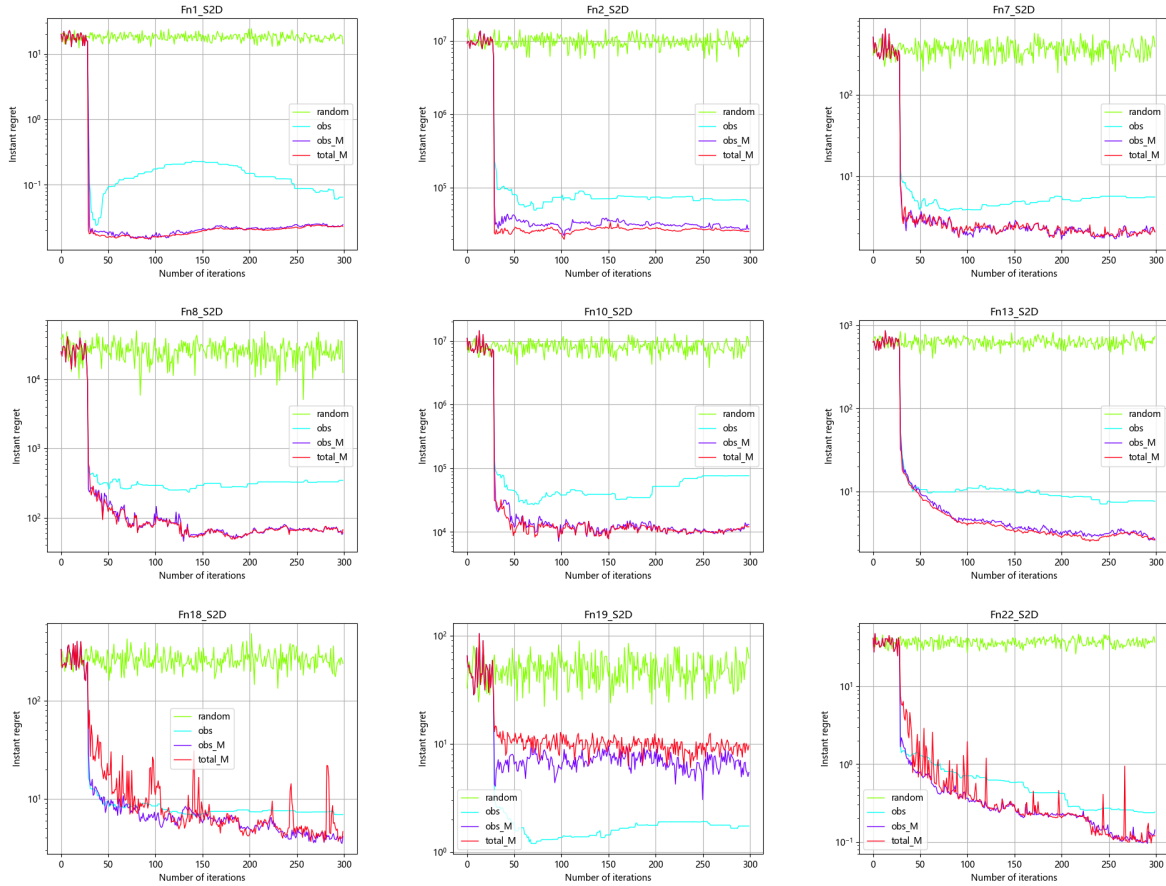 Fn1_S2D
Instant regret
10¹
10⁰
10⁻¹
random
obs
obs_M
total_M
0 50 100 150 200 250 300
Number of iterations
Fn2_S2D
Instant regret
10⁷
10⁶
10⁵
random
obs
obs_M
total_M
0 50 100 150 200 250 300
Number of iterations
Fn7_S2D
Instant regret
10²
10¹
random
obs
obs_M
total_M
0 50 100 150 200 250 300
Number of iterations
Fn8_S2D
Instant regret
10⁴
10³
10²
random
obs
obs_M
total_M
0 50 100 150 200 250 300
Number of iterations
Fn10_S2D
Instant regret
10⁷
10⁶
10⁵
10⁴
random
obs
obs_M
total_M
0 50 100 150 200 250 300
Number of iterations
Fn13_S2D
Instant regret
10³
10²
10¹
random
obs
obs_M
total_M
0 50 100 150 200 250 300
Number of iterations
Fn18_S2D
Instant regret
10²
10¹
random
obs
obs_M
total_M
0 50 100 150 200 250 300
Number of iterations
Fn19_S2D
Instant regret
10²
10¹
10⁰
random
obs
obs_M
total_M
0 50 100 150 200 250 300
Number of iterations
Fn22_S2D
Instant regret
10¹
10⁰
10⁻¹
random
obs
obs_M
total_M
0 50 100 150 200 250 300
Number of iterations